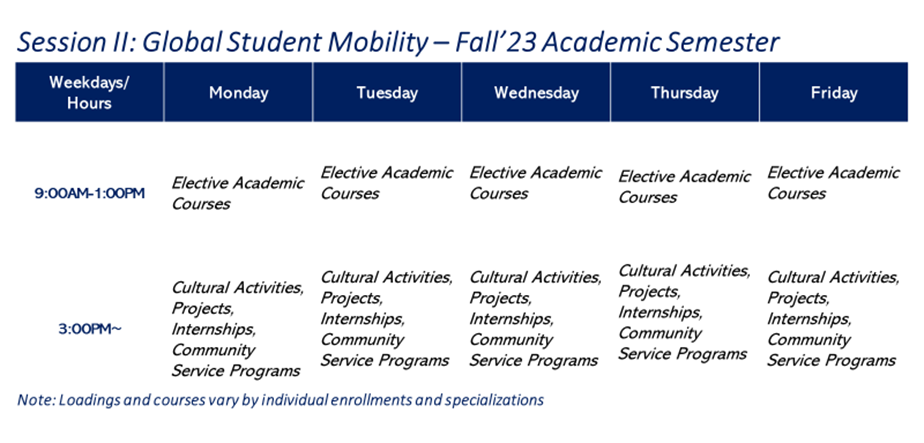 Session II: Global Student Mobility – Fall'23 Academic Semester
Weekdays/
Hours
Monday
Tuesday
Wednesday
Thursday
Friday
9:00AM-1:00PM
Elective Academic
Courses
Elective Academic
Courses
Elective Academic
Courses
Elective Academic
Courses
Elective Academic
Courses
3:00PM~
Cultural Activities,
Projects,
Internships,
Community
Service Programs
Cultural Activities,
Projects,
Internships,
Community
Service Programs
Cultural Activities,
Projects,
Internships,
Community
Service Programs
Cultural Activities,
Projects,
Internships,
Community
Service Programs
Cultural Activities,
Projects,
Internships,
Community
Service Programs
Note: Loadings and courses vary by individual enrollments and specializations